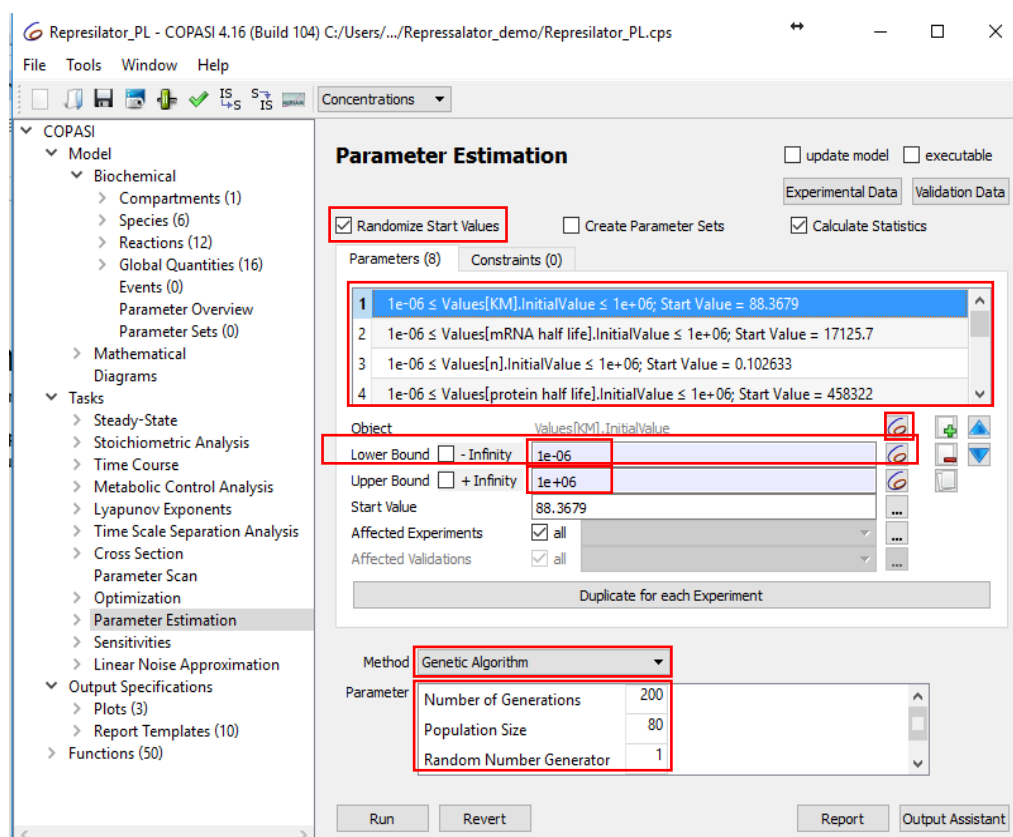 Represilator_PL - COPASI 4.16 (Build 104) C:/Users/.../Repressalator_demo/Represilator_PL.cps
File Tools Window Help
IS S Concentrations
S IS MIRIAM
COPASI
Model
Biochemical
Compartments (1)
Species (6)
Reactions (12)
Global Quantities (16)
Events (0)
Parameter Overview
Parameter Sets (0)
Mathematical
Diagrams
Tasks
Steady-State
Stoichiometric Analysis
Time Course
Metabolic Control Analysis
Lyapunov Exponents
Time Scale Separation Analysis
Cross Section
Parameter Scan
Optimization
Parameter Estimation
Sensitivities
Linear Noise Approximation
Output Specifications
Plots (3)
Report Templates (10)
Functions (50)
Parameter Estimation
update model executable
Experimental Data Validation Data
Randomize Start Values Create Parameter Sets Calculate Statistics
Parameters (8) Constraints (0)
1 1e-06 ≤ Values[KM].InitialValue ≤ 1e+06; Start Value = 88.3679
2 1e-06 ≤ Values[mRNA half life].InitialValue ≤ 1e+06; Start Value = 17125.7
3 1e-06 ≤ Values[n].InitialValue ≤ 1e+06; Start Value = 0.102633
4 1e-06 ≤ Values[protein half life].InitialValue ≤ 1e+06; Start Value = 458322
Object Values[KM].InitialValue
Lower Bound - Infinity 1e-06
Upper Bound + Infinity 1e+06
Start Value 88.3679 ...
Affected Experiments all ...
Affected Validations all ...
Duplicate for each Experiment
Method Genetic Algorithm
Parameter Number of Generations 200
Population Size 80
Random Number Generator 1
Run Revert Report Output Assistant